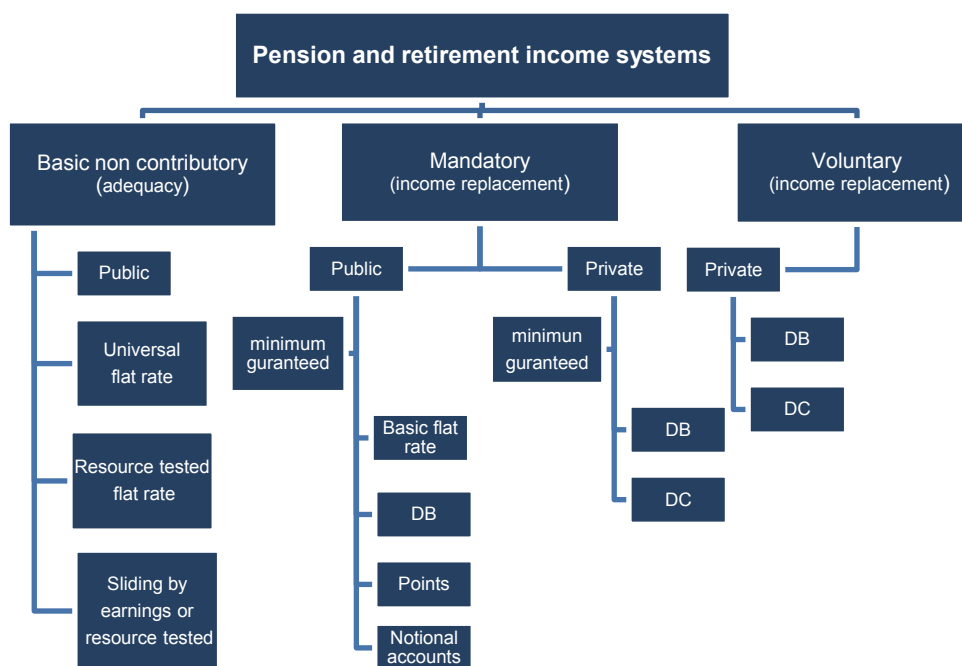 Pension and retirement income systems
Basic non contributory
(adequacy)
Public
Universal
flat rate
Resource tested
flat rate
Sliding by
earnings or
resource tested
Mandatory
(income replacement)
Public
minimum
guranteed
Basic flat
rate
DB
Points
Notional
accounts
Private
minimun
guranteed
DB
DC
Voluntary
(income replacement)
Private
DB
DC